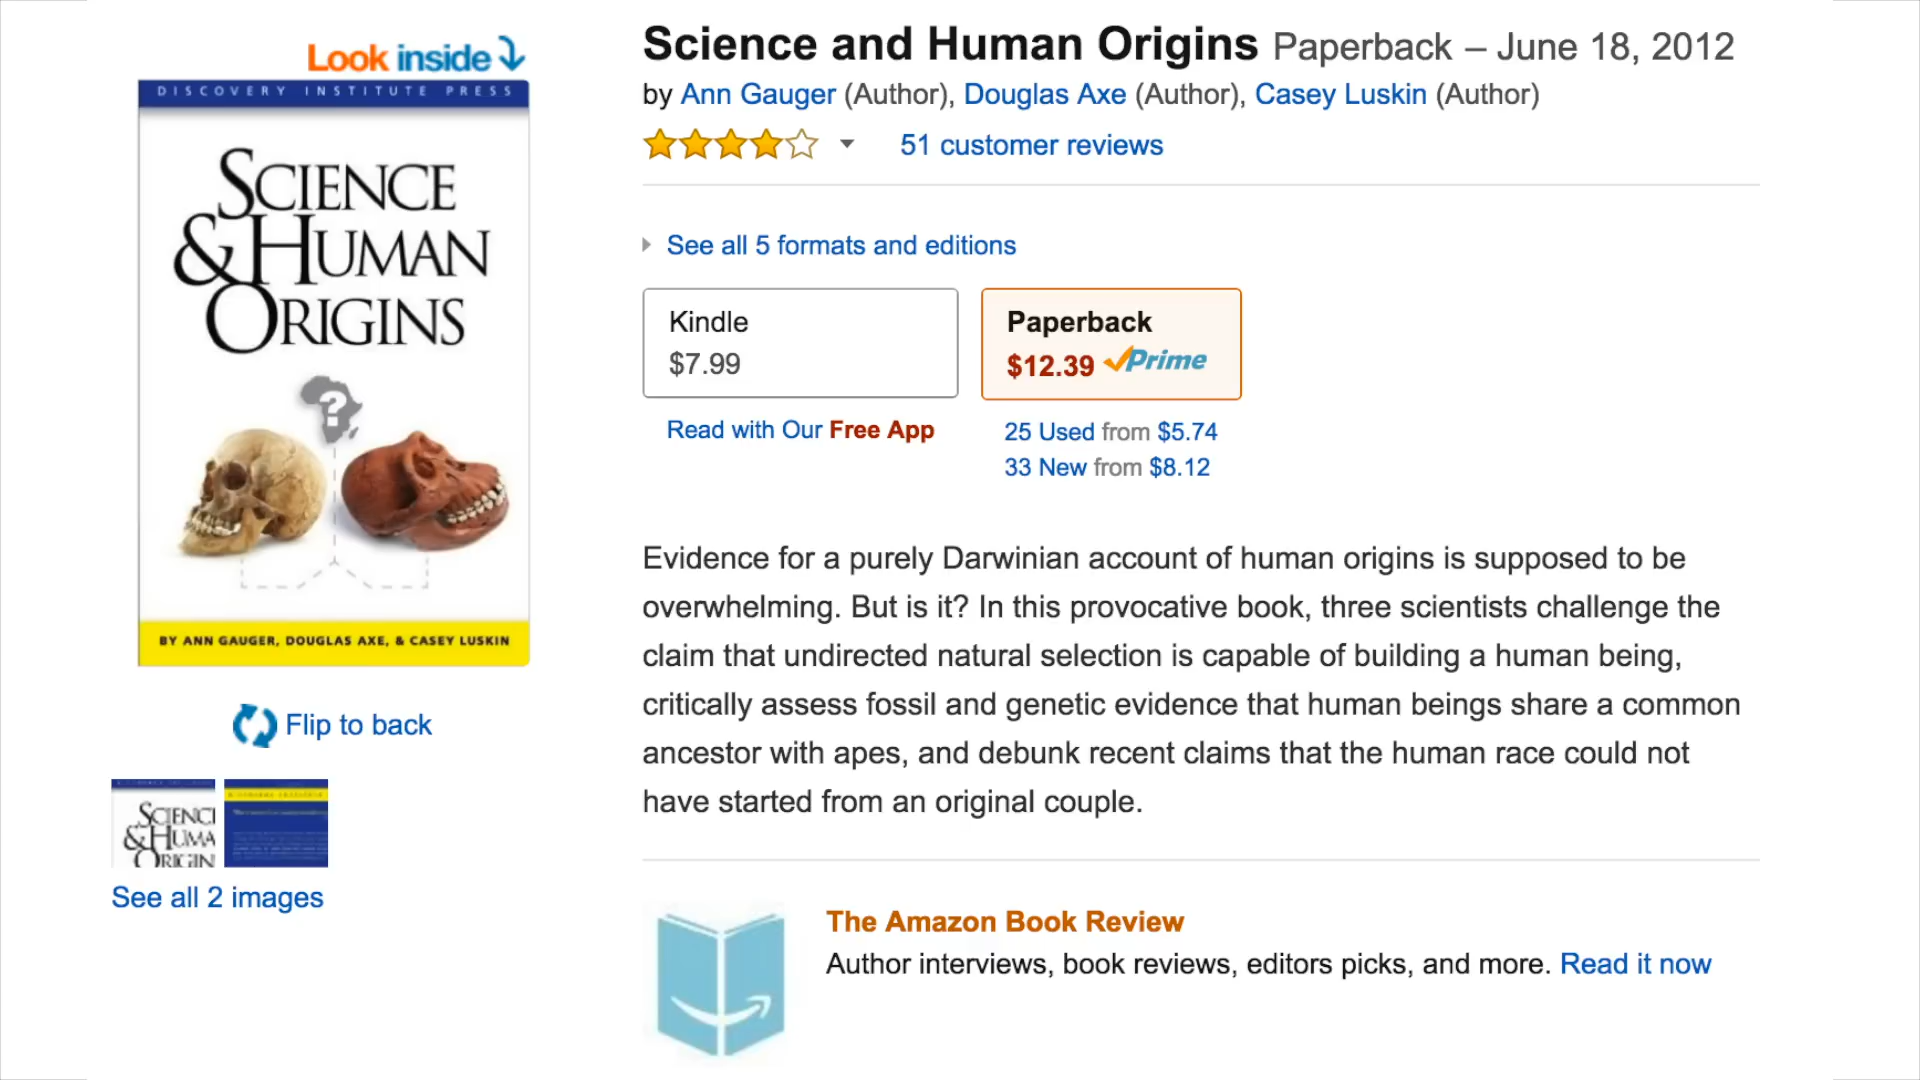 Look inside
DISCOVERY INSTITUTE PRESS
SCIENCE
& HUMAN
ORIGINS
?
BY ANN GAUGER, DOUGLAS AXE, & CASEY LUSKIN
Flip to back
SCIENCI
& HUMA
ORIGIN
See all 2 images
Science and Human Origins Paperback – June 18, 2012
by Ann Gauger (Author), Douglas Axe (Author), Casey Luskin (Author)
51 customer reviews
See all 5 formats and editions
Kindle
$7.99
Read with Our Free App
Paperback
$12.39 Prime
25 Used from $5.74
33 New from $8.12
Evidence for a purely Darwinian account of human origins is supposed to be
overwhelming. But is it? In this provocative book, three scientists challenge the
claim that undirected natural selection is capable of building a human being,
critically assess fossil and genetic evidence that human beings share a common
ancestor with apes, and debunk recent claims that the human race could not
have started from an original couple.
The Amazon Book Review
Author interviews, book reviews, editors picks, and more. Read it now